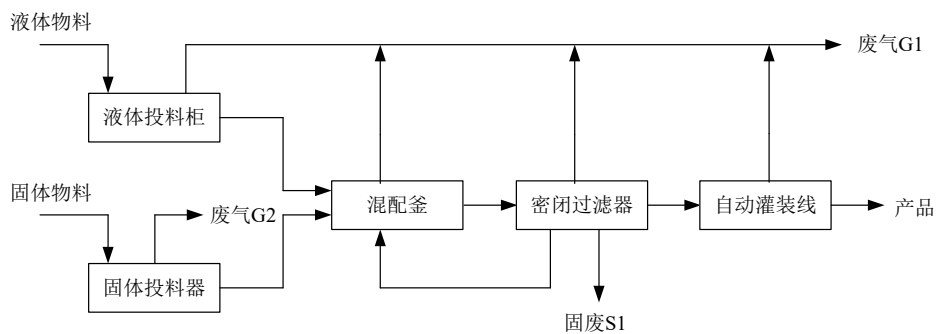 液体物料
废气G1
液体投料柜
固体物料
废气G2
混配釜
密闭过滤器
自动灌装线
产品
固体投料器
固废S1